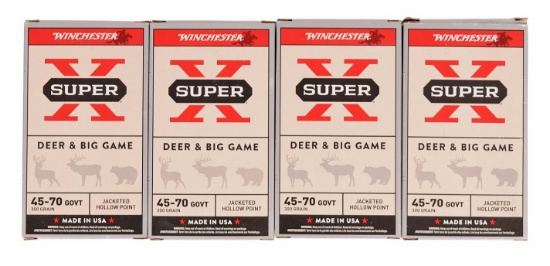 WINCHESTER
SUPER X
DEER & BIG GAME
45-70 GOVT
300 GRAIN
JACKETED
HOLLOW POINT
★ MADE IN USA ★
WINCHESTER
SUPER X
DEER & BIG GAME
45-70 GOVT
300 GRAIN
JACKETED
HOLLOW POINT
★ MADE IN USA ★
WINCHESTER
SUPER X
DEER & BIG GAME
45-70 GOVT
300 GRAIN
JACKETED
HOLLOW POINT
★ MADE IN USA ★
WINCHESTER
SUPER X
DEER & BIG GAME
45-70 GOVT
300 GRAIN
JACKETED
HOLLOW POINT
★ MADE IN USA ★